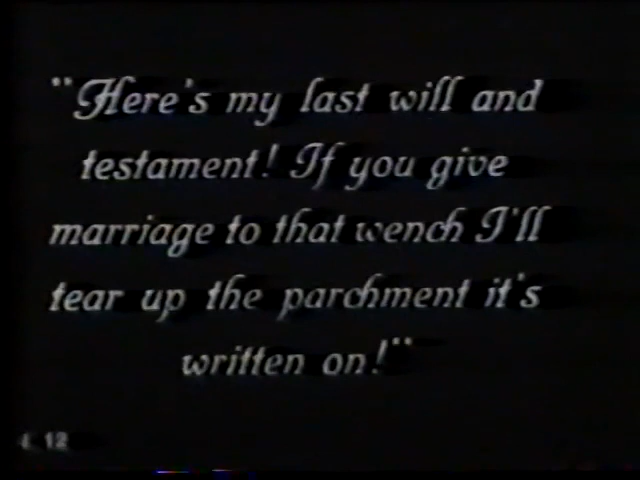 "Here's my last will and
testament! If you give
marriage to that wench I'll
tear up the parchment it's
written on!"
12